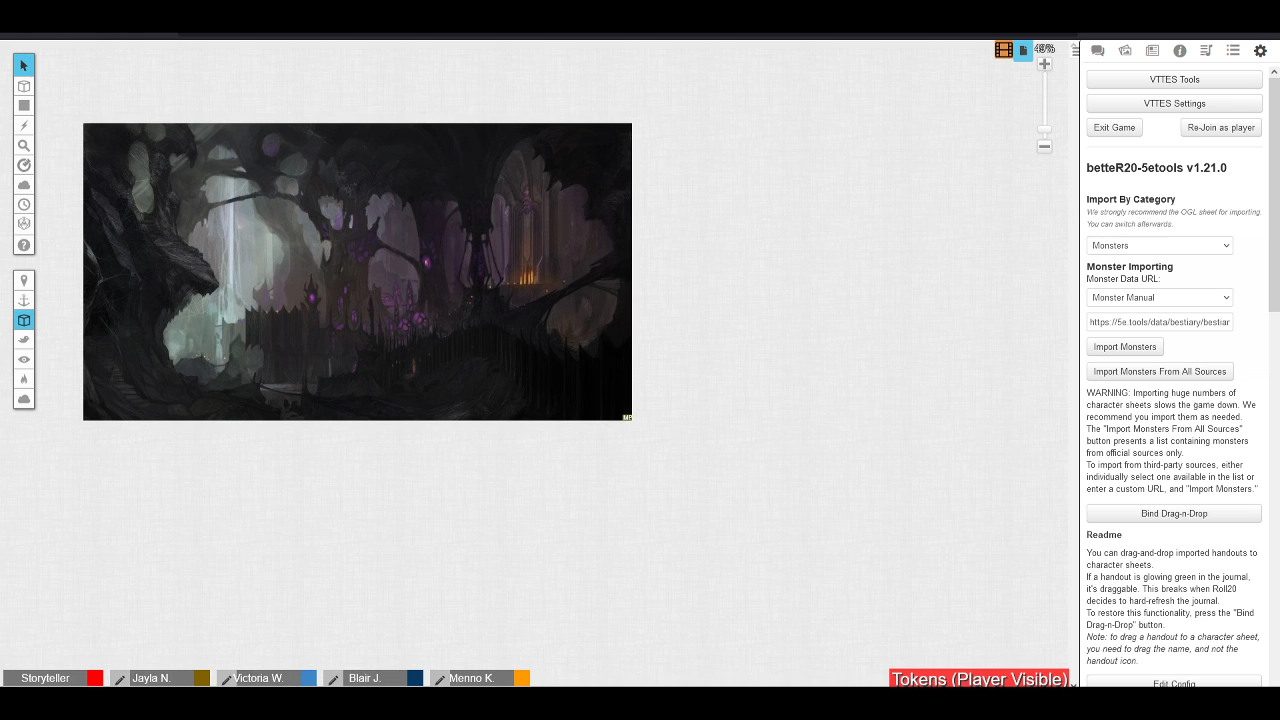 49%
VTTES Tools
VTTES Settings
Exit Game
Re-Join as player
betteR20-5etools v1.21.0
Import By Category
We strongly recommend the OGL sheet for importing.
You can switch afterwards.
Monsters
Monster Importing
Monster Data URL:
Monster Manual
https://5e.tools/data/bestiary/bestiar
Import Monsters
Import Monsters From All Sources
WARNING: Importing huge numbers of
character sheets slows the game down. We
recommend you import them as needed.
The "Import Monsters From All Sources"
button presents a list containing monsters
from official sources only.
To import from third-party sources, either
individually select one available in the list or
enter a custom URL, and "Import Monsters."
Bind Drag-n-Drop
Readme
You can drag-and-drop imported handouts to
character sheets.
If a handout is glowing green in the journal,
it's draggable. This breaks when Roll20
decides to hard-refresh the journal.
To restore this functionality, press the "Bind
Drag-n-Drop" button.
Note: to drag a handout to a character sheet,
you need to drag the name, and not the
handout icon.
Edit Config
MP
Storyteller
Jayla N.
Victoria W.
Blair J.
Menno K.
Tokens (Player Visible)